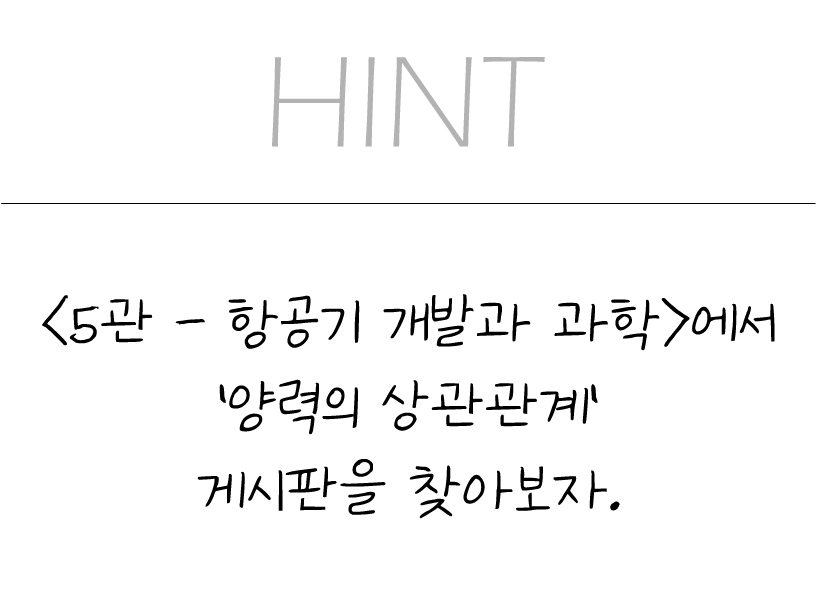 HINT
<5관 - 항공기 개발과 과학>에서
'양력의 상관관계'
게시판을 찾아보자.